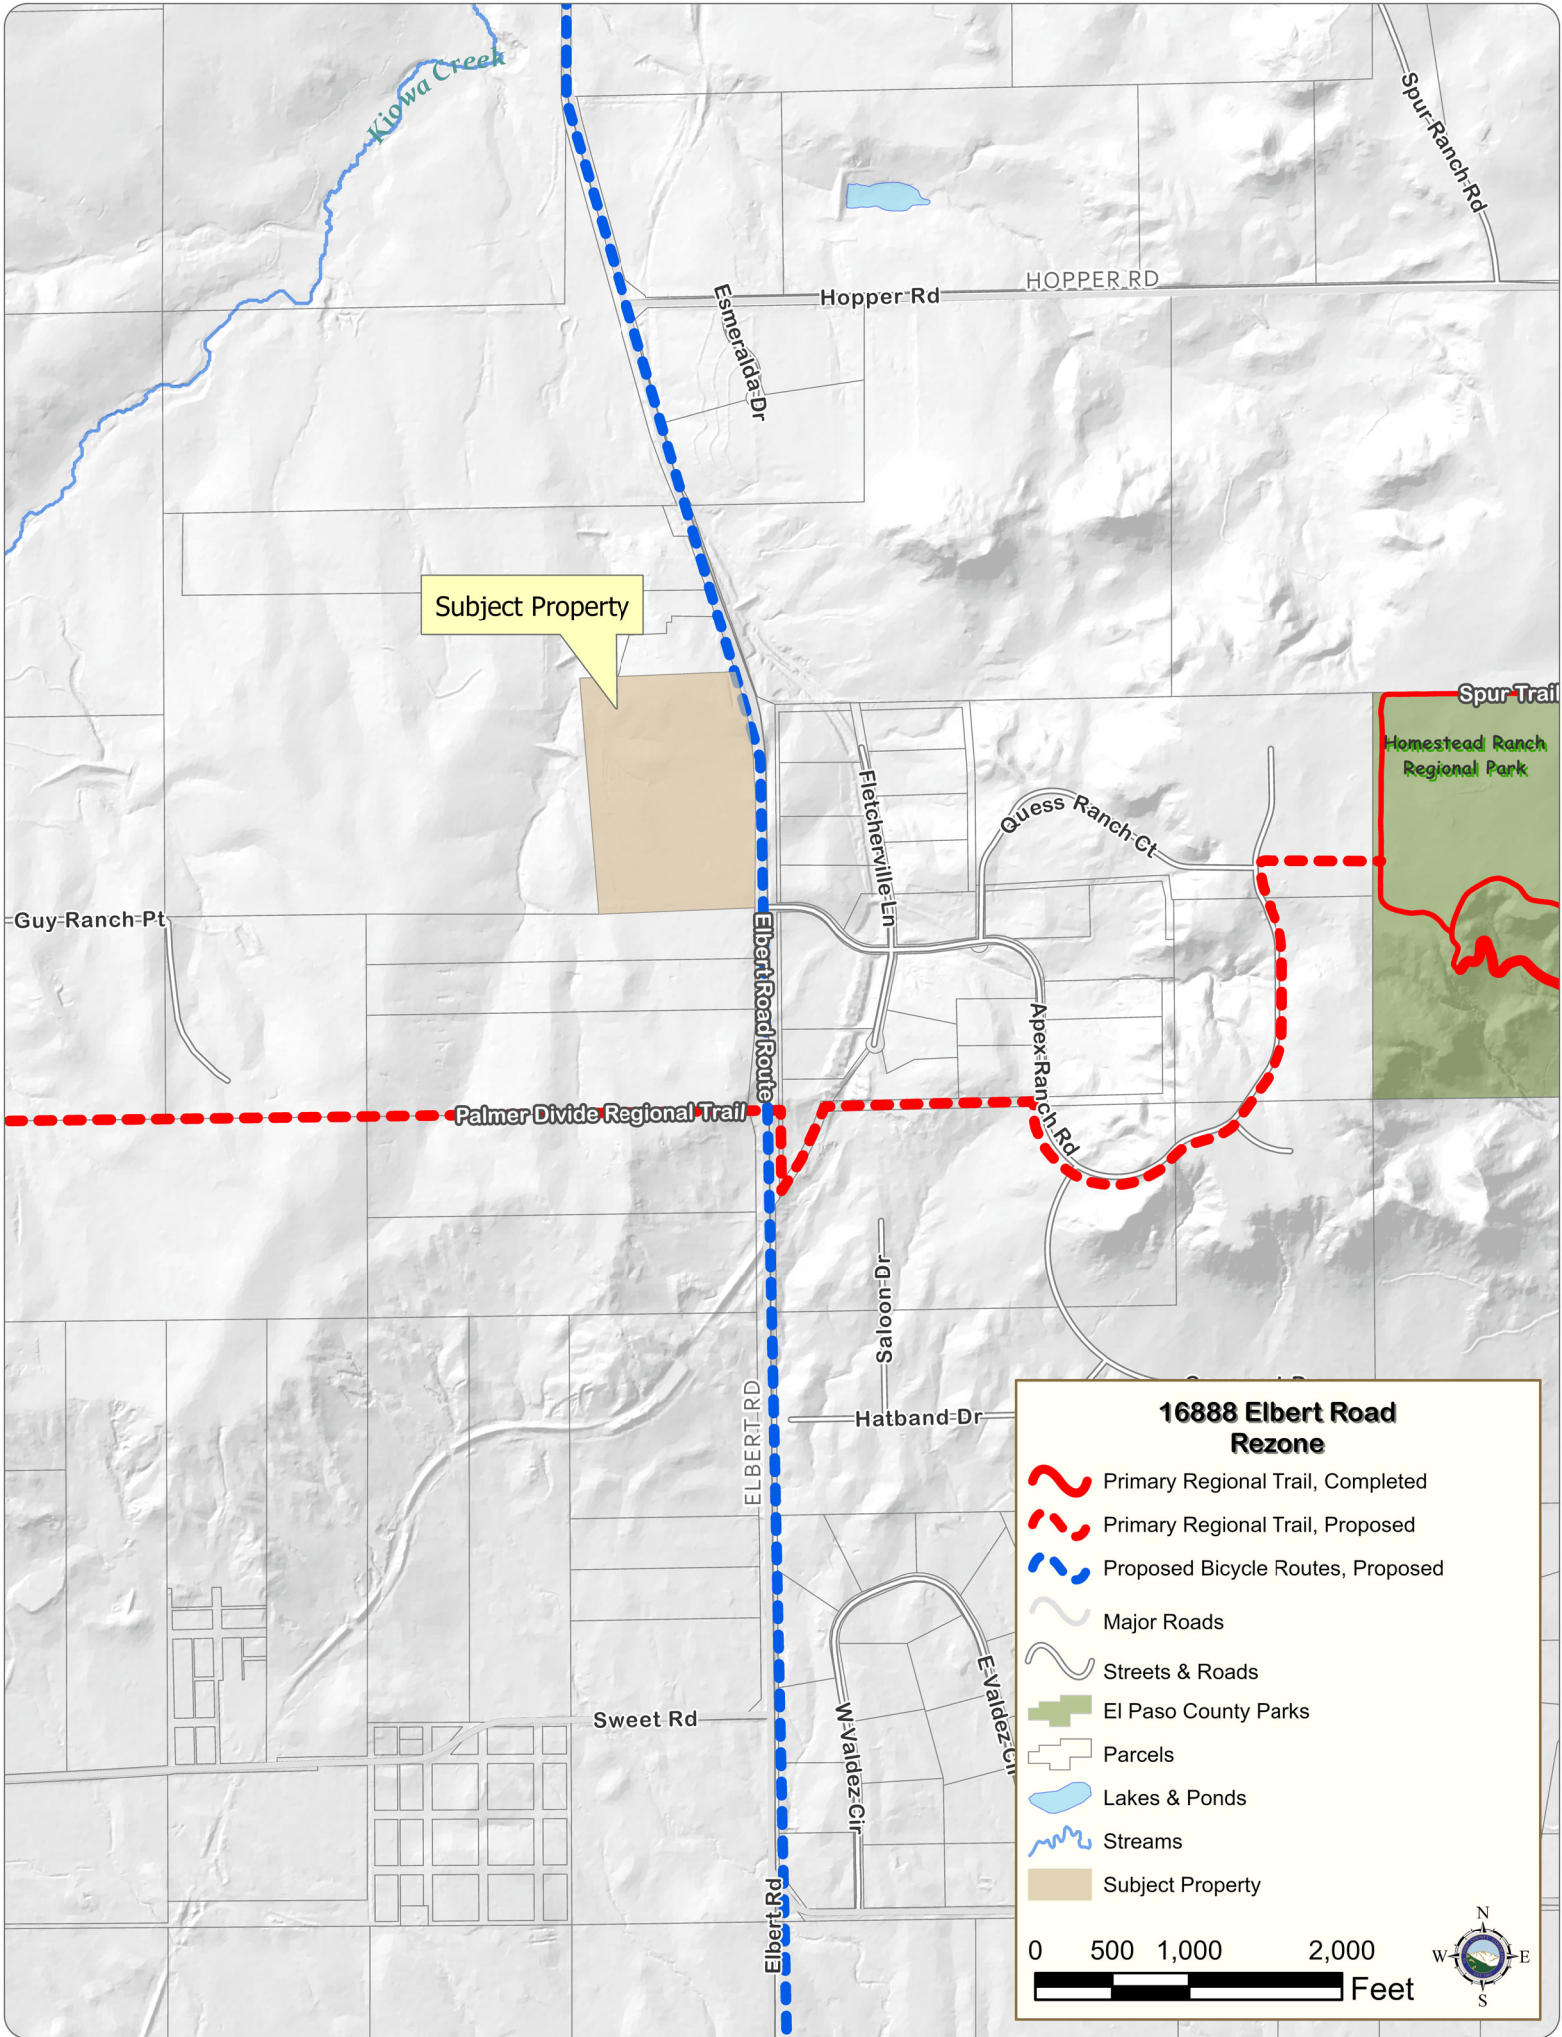 Kiowa Creek
Spur Ranch Rd
HOPPER RD
Hopper Rd
Esmeralda Dr
Subject Property
Spur Trail
Homestead Ranch
Regional Park
Fletcherville Ln
Quess Ranch Ct
Guy Ranch Pt
Elbert Road Route
Apex Ranch Rd
Palmer Divide Regional Trail
Saloon Dr
ELBERT RD
Hatband Dr
Sweet Rd
W Valdez Cir
E Valdez Cir
Elbert Rd
16888 Elbert Road
Rezone
Primary Regional Trail, Completed
Primary Regional Trail, Proposed
Proposed Bicycle Routes, Proposed
Major Roads
Streets & Roads
El Paso County Parks
Parcels
Lakes & Ponds
Streams
Subject Property
0 500 1,000 2,000
Feet
N
W E
S